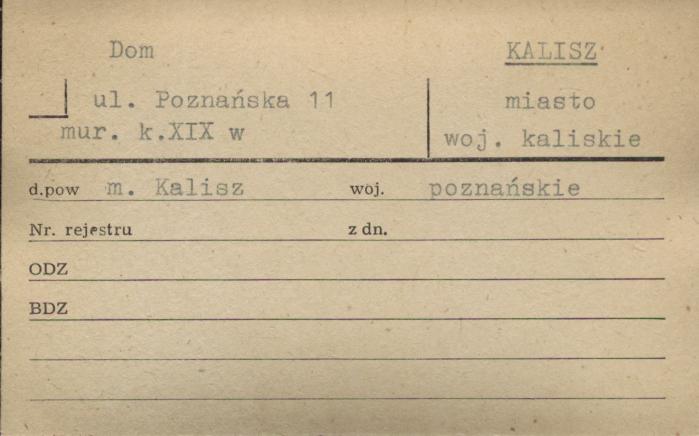 Dom KALISZ
ul. Poznańska 11 miasto
mur. k.XIX w woj. kaliskie
d.pow m. Kalisz woj. poznańskie
Nr. rejestru z dn.
ODZ
BDZ